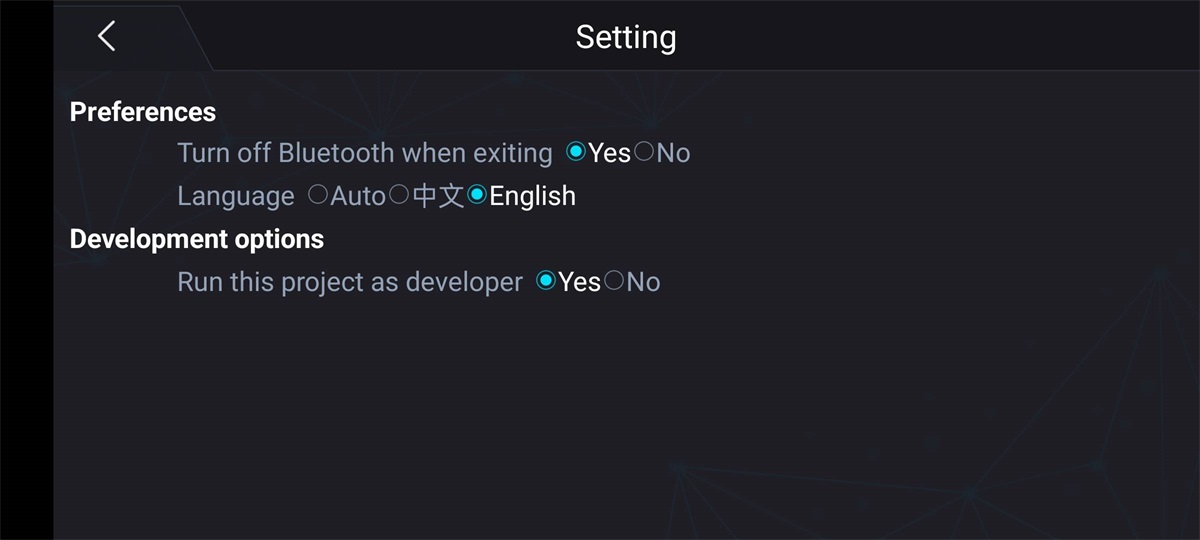 Setting
Preferences
Turn off Bluetooth when exiting Yes No
Language Auto 中文 English
Development options
Run this project as developer Yes No